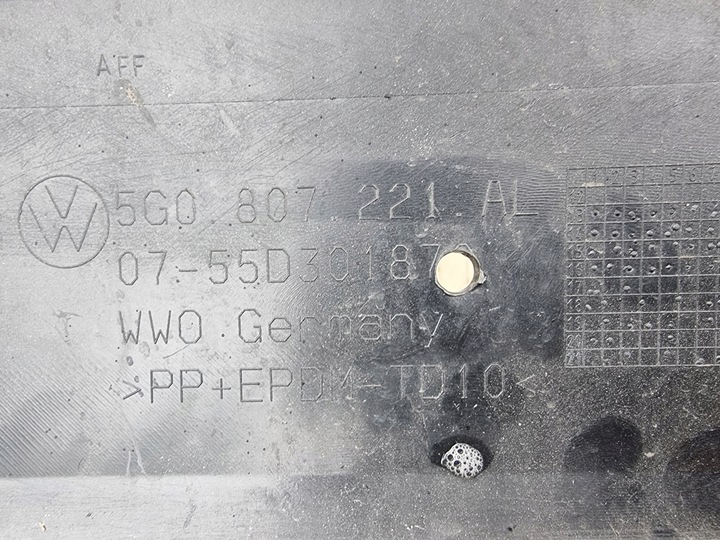 AFF
5G0.807.221.AL
07-55D30187
WWO Germany
>PP+EPDM-TD10<